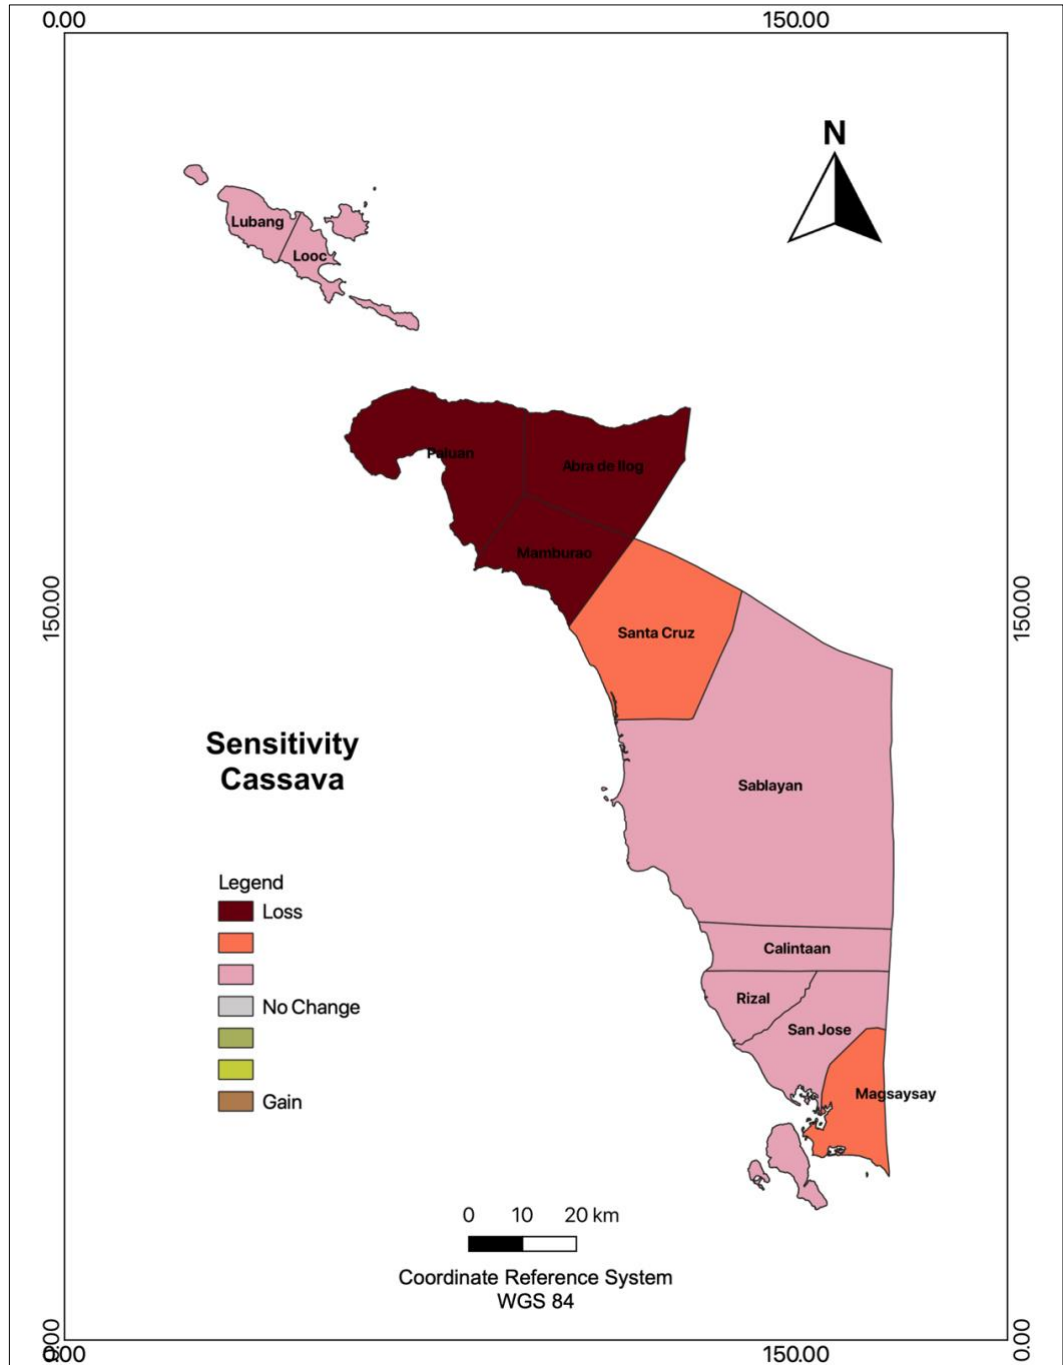 0.00
150.00
N
Lubang
Looc
Paluan
Abra de Ilog
Mamburao
150.00
150.00
Santa Cruz
Sensitivity
Cassava
Sablayan
Legend
Loss
No Change
Gain
Calintaan
Rizal
San Jose
Magsaysay
0 10 20 km
Coordinate Reference System
WGS 84
0.00
0.00
0.00
150.00